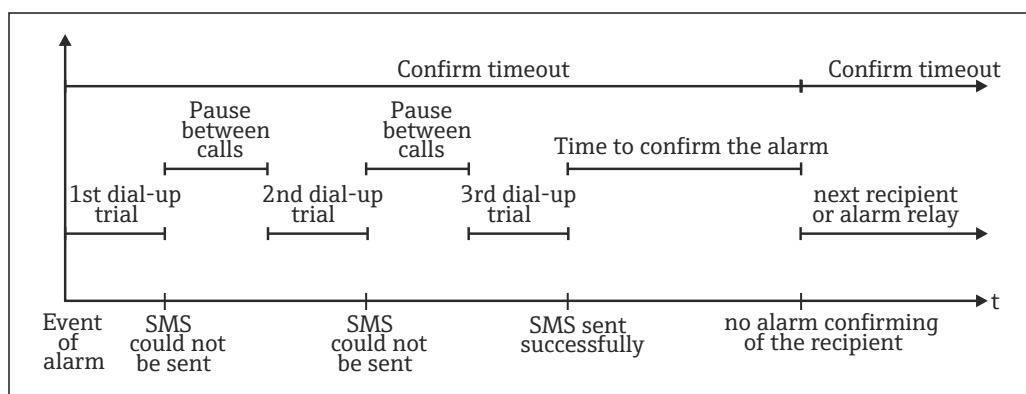 Confirm timeout
Confirm timeout
Pause
between
calls
Pause
between
calls
Time to confirm the alarm
1st dial-up
trial
2nd dial-up
trial
3rd dial-up
trial
next recipient
or alarm relay
t
Event
of
alarm
SMS
could not
be sent
SMS
could not
be sent
SMS sent
successfully
no alarm confirming
of the recipient